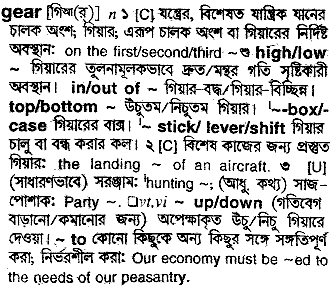 gear [গিঅ্যা(র্)] n ১ [C] যন্ত্রের, বিশেষত যান্ত্রিক যানের
চালক অংশ; গিয়ার; এরূপ চালক অংশ বা গিয়ারের নির্দিষ্ট
অবস্থান: on the first/second/third ~ও high/low
~ গিয়ারের তুলনামূলকভাবে দ্রুত/মন্থর গতি সৃষ্টিকারী
অবস্থান। in/out of ~ গিয়ার-বদ্ধ/গিয়ার-বিচ্ছিন্ন।
top/bottom ~ উচ্চতম/নিচুতম গিয়ার। ~-box/-
case গিয়ারের বাক্স। ~ stick/ lever/shift গিয়ার
চালু বা বন্ধ করার কল। ২ [C] বিশেষ কাজের জন্য প্রস্তুত
গিয়ার: the landing ~ of an aircraft. ৩ [U]
(সাধারণভাবে) সরঞ্জাম: hunting ~; (আধু, কথ্য) সাজ-
পোশাক: Party ~. □vt,vi ~ up/down (গতিবেগ
বাড়ানো/কমানোর জন্য) অপেক্ষাকৃত উঁচু/নিচু গিয়ারে
দেওয়া। ~ to কোনো কিছুকে অন্য কিছুর সঙ্গে সঙ্গতিপূর্ণ
করা; নির্ভরশীল করা: Our economy must be ~ed to
the needs of our peasantry.